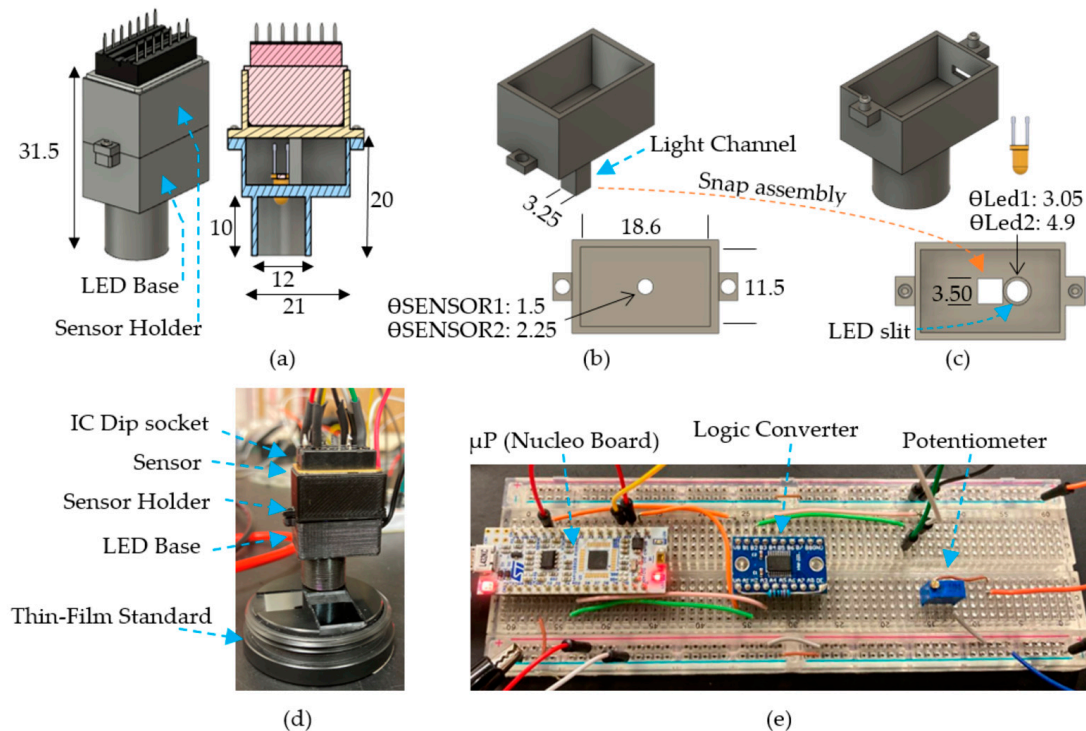 31.5
10
20
12
21
LED Base
Sensor Holder
(a)
Light Channel
3.25
18.6
11.5
θSENSOR1: 1.5
θSENSOR2: 2.25
(b)
Snap assembly
θLed1: 3.05
θLed2: 4.9
3.50
LED slit
(c)
IC Dip socket
Sensor
Sensor Holder
LED Base
Thin-Film Standard
(d)
μP (Nucleo Board)
Logic Converter
Potentiometer
(e)